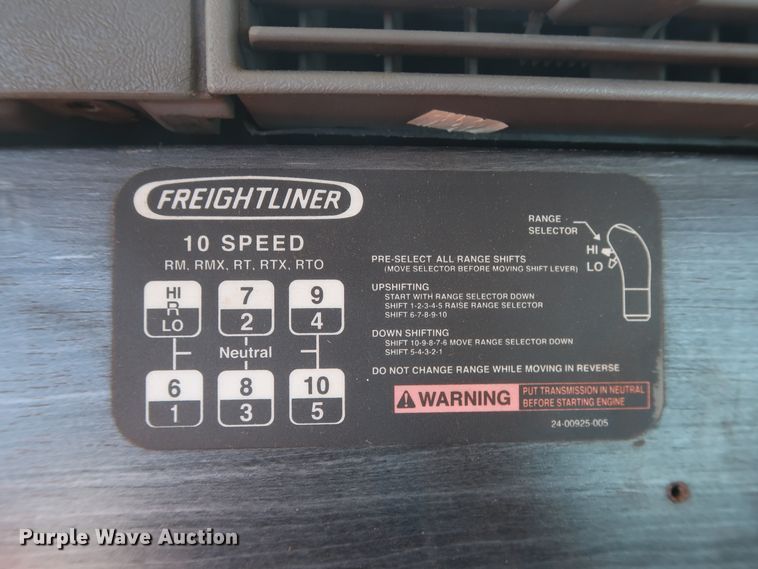 FREIGHTLINER
10 SPEED
RM, RMX, RT, RTX, RTO
HI 7 9
R
LO 2 4
Neutral
6 8 10
1 3 5
RANGE
SELECTOR
HI
LO
PRE-SELECT ALL RANGE SHIFTS
(MOVE SELECTOR BEFORE MOVING SHIFT LEVER)
UPSHIFTING
START WITH RANGE SELECTOR DOWN
SHIFT 1-2-3-4-5 RAISE RANGE SELECTOR
SHIFT 6-7-8-9-10
DOWN SHIFTING
SHIFT 10-9-8-7-6 MOVE RANGE SELECTOR DOWN
SHIFT 5-4-3-2-1
DO NOT CHANGE RANGE WHILE MOVING IN REVERSE
WARNING
PUT TRANSMISSION IN NEUTRAL
BEFORE STARTING ENGINE
24-00925-005
Purple Wave Auction